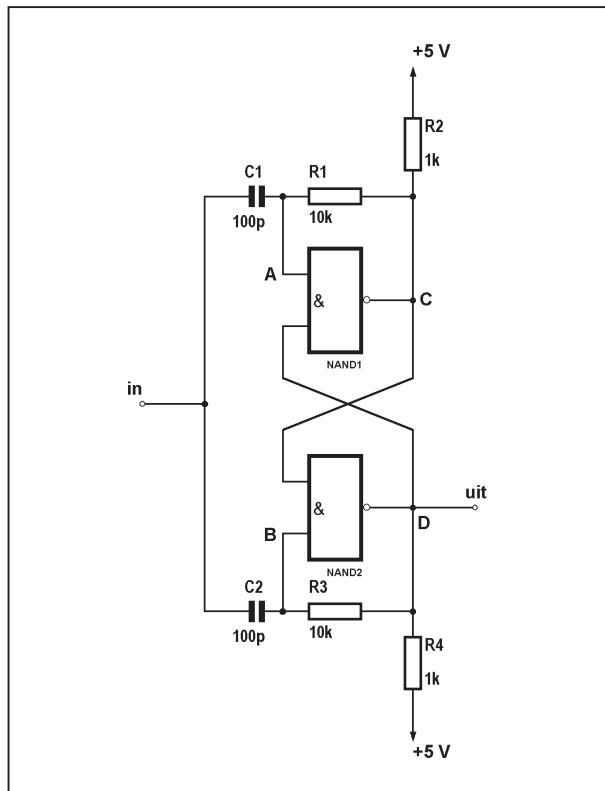 +5 V
R2
1k
C1
100p
R1
10k
A
&
C
NAND1
in
uit
&
D
B
NAND2
C2
100p
R3
10k
R4
1k
+5 V